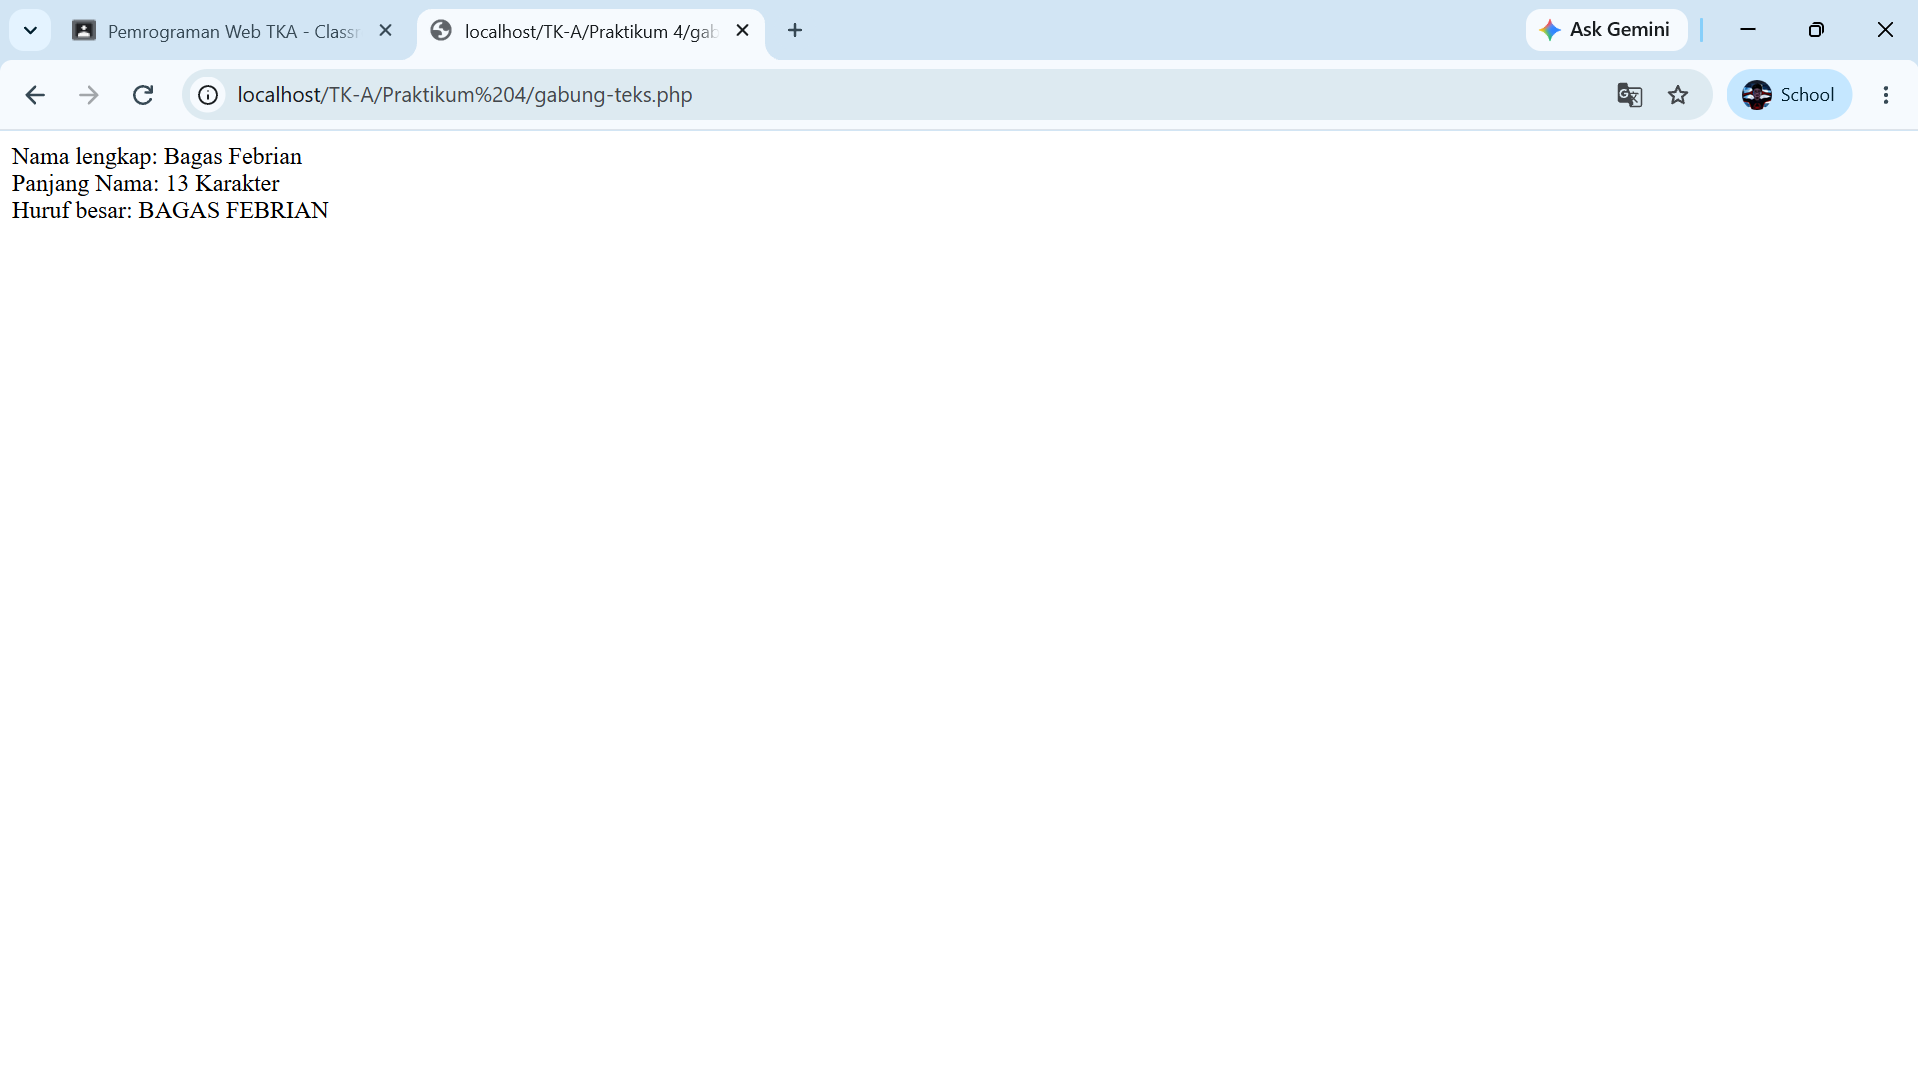 Pemrograman Web TKA - Classr
localhost/TK-A/Praktikum 4/gab
Ask Gemini
localhost/TK-A/Praktikum%204/gabung-teks.php
School
Nama lengkap: Bagas Febrian
Panjang Nama: 13 Karakter
Huruf besar: BAGAS FEBRIAN